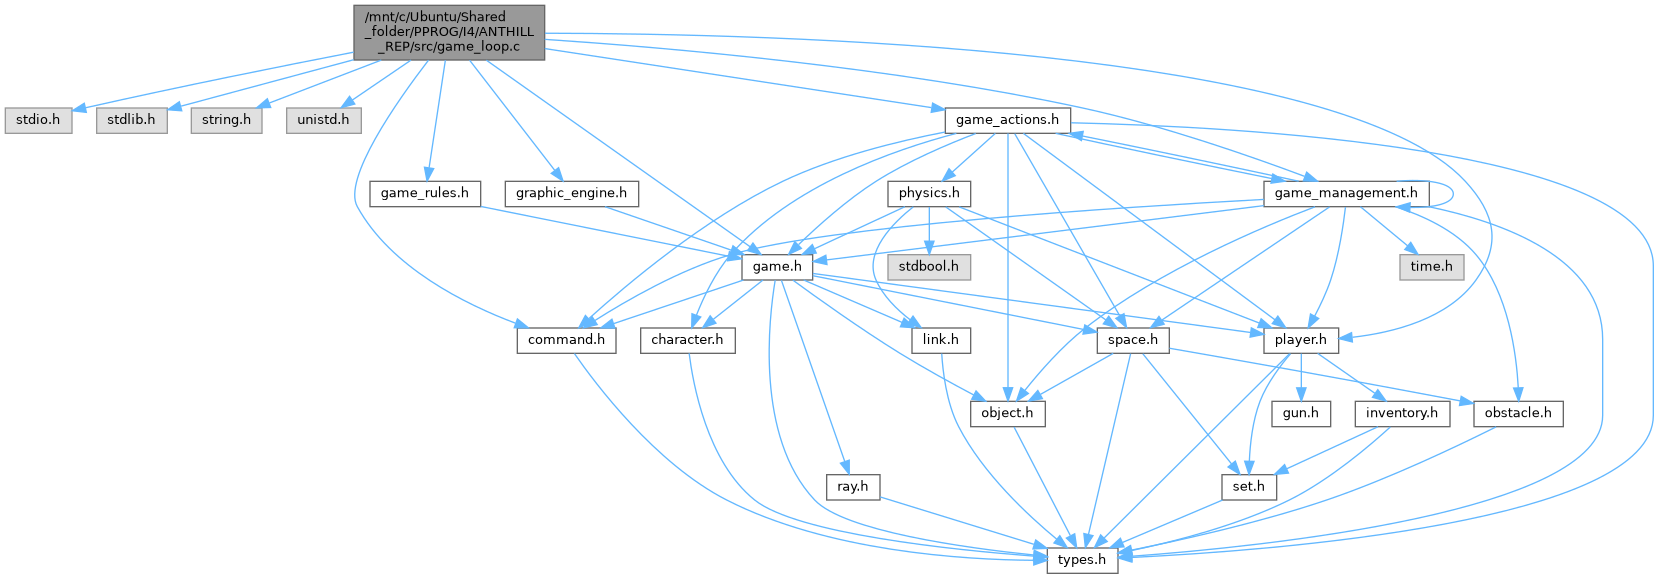 /mnt/c/Ubuntu/Shared
_folder/PPROG/I4/ANTHILL
_REP/src/game_loop.c
stdio.h
stdlib.h
string.h
unistd.h
game_actions.h
game_rules.h
graphic_engine.h
physics.h
game_management.h
game.h
stdbool.h
time.h
command.h
character.h
link.h
space.h
player.h
object.h
gun.h
inventory.h
obstacle.h
ray.h
set.h
types.h